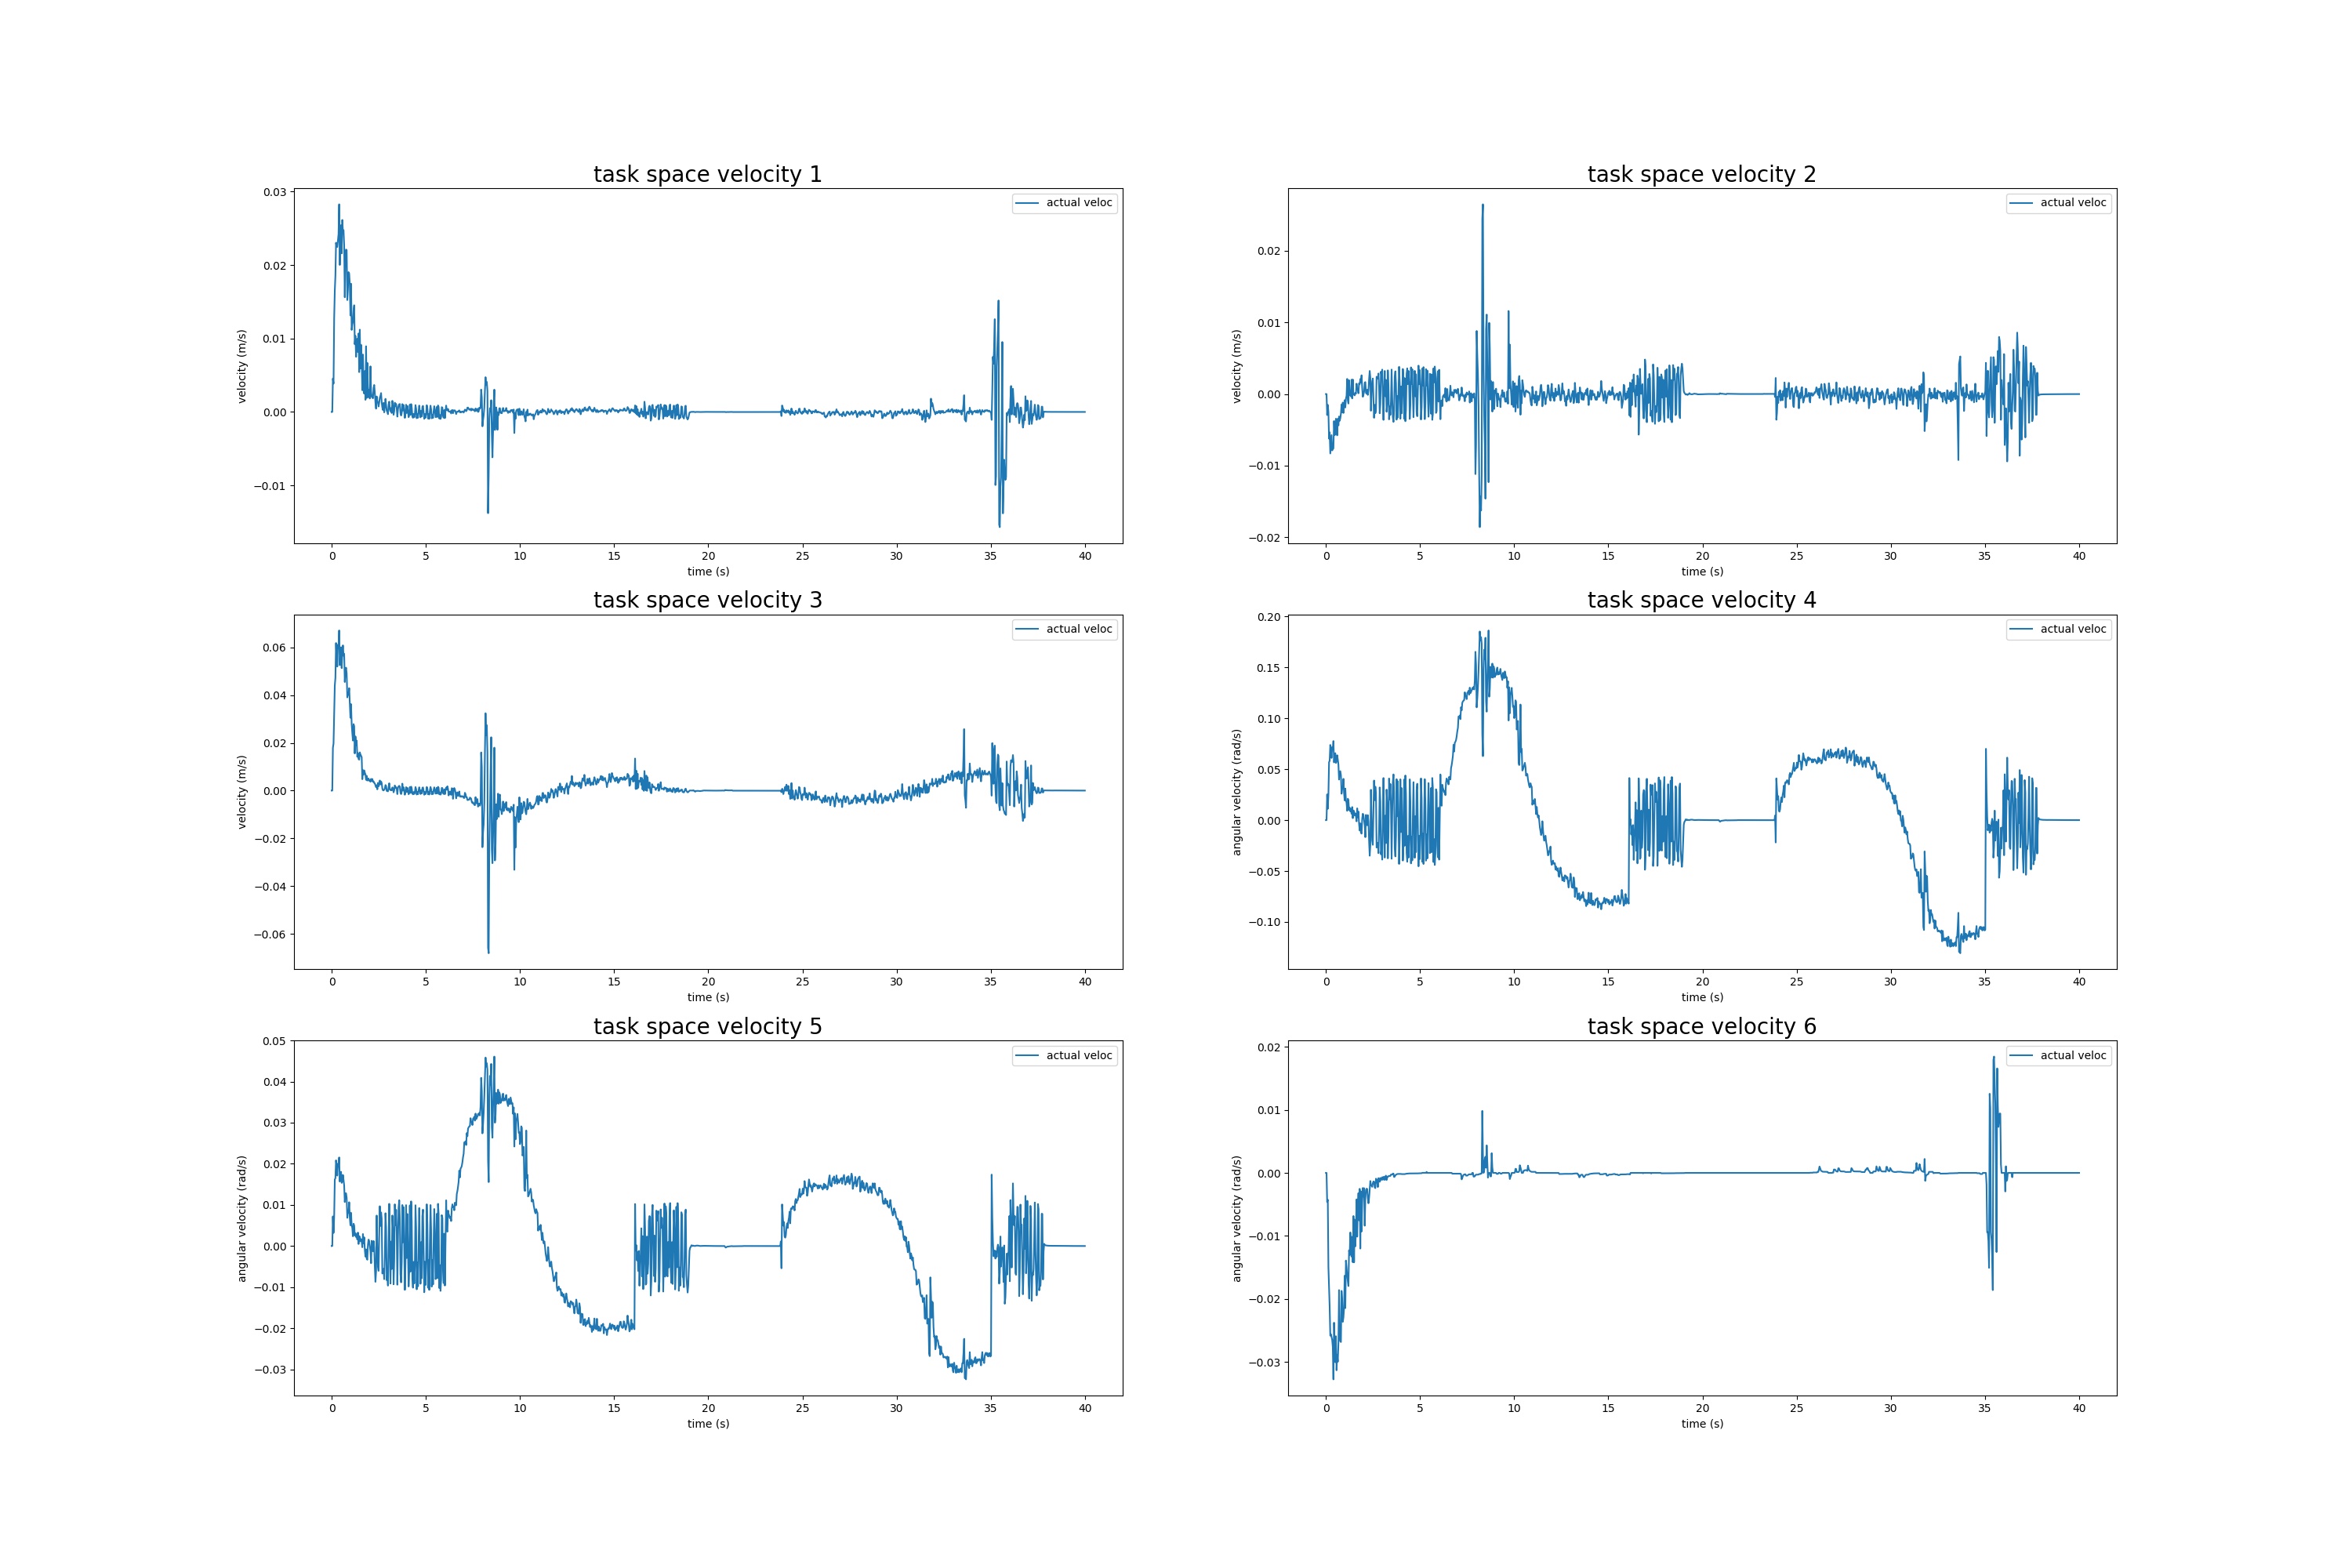 task space velocity 1
actual veloc
velocity (m/s)
0.03
0.02
0.01
0.00
−0.01
0 5 10 15 20 25 30 35 40
time (s)
task space velocity 2
actual veloc
velocity (m/s)
0.02
0.01
0.00
−0.01
−0.02
0 5 10 15 20 25 30 35 40
time (s)
task space velocity 3
actual veloc
velocity (m/s)
0.06
0.04
0.02
0.00
−0.02
−0.04
−0.06
0 5 10 15 20 25 30 35 40
time (s)
task space velocity 4
actual veloc
angular velocity (rad/s)
0.20
0.15
0.10
0.05
0.00
−0.05
−0.10
0 5 10 15 20 25 30 35 40
time (s)
task space velocity 5
actual veloc
angular velocity (rad/s)
0.05
0.04
0.03
0.02
0.01
0.00
−0.01
−0.02
−0.03
0 5 10 15 20 25 30 35 40
time (s)
task space velocity 6
actual veloc
angular velocity (rad/s)
0.02
0.01
0.00
−0.01
−0.02
−0.03
0 5 10 15 20 25 30 35 40
time (s)